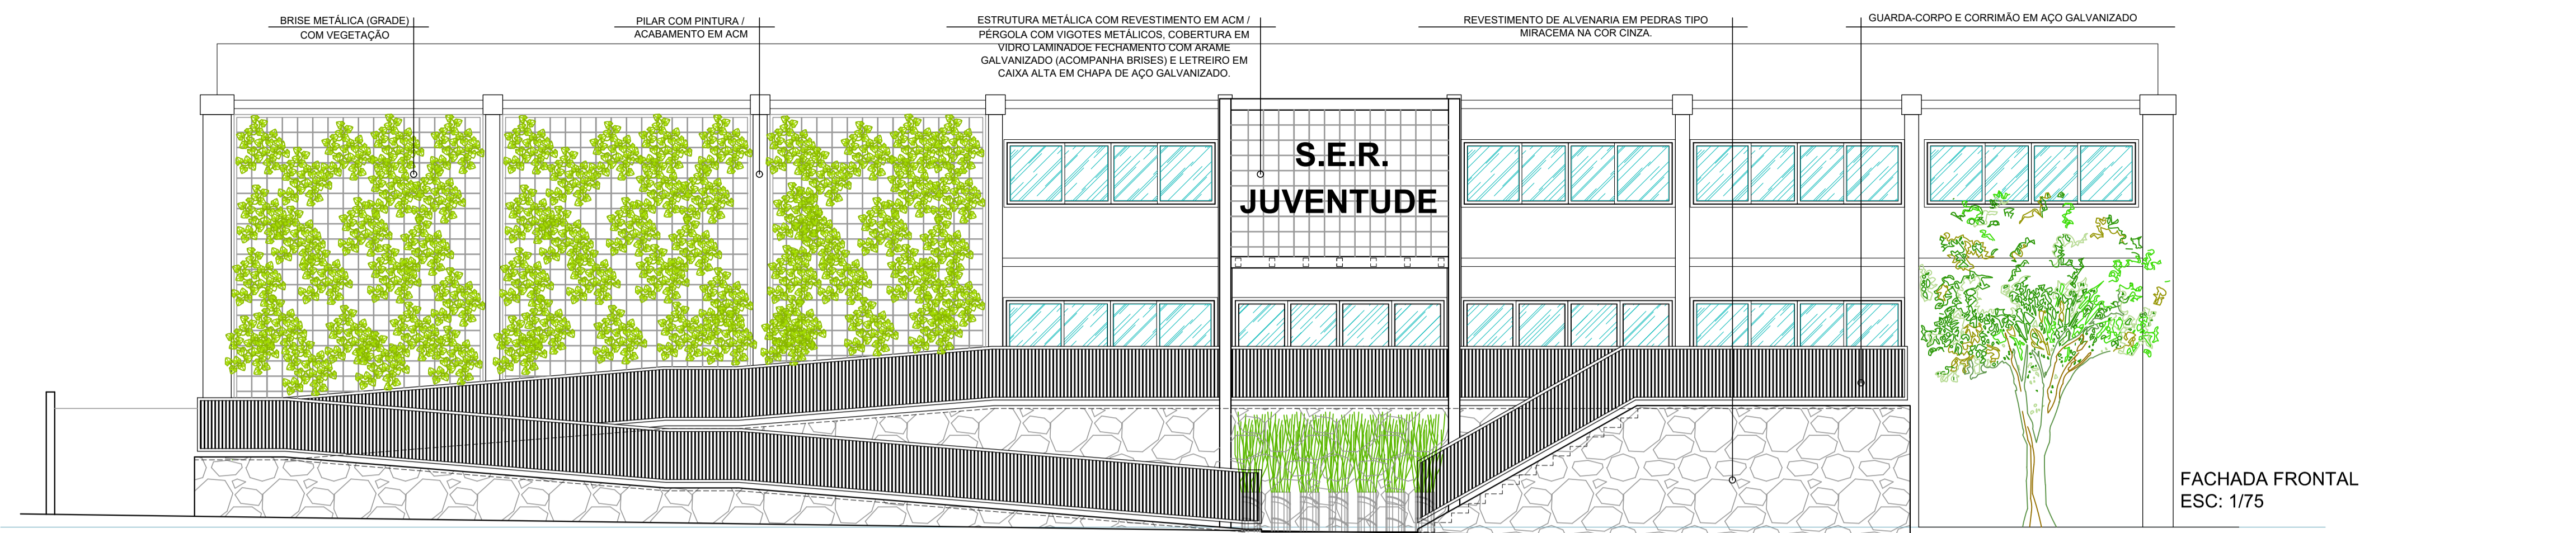 BRISE METÁLICA (GRADE)
COM VEGETAÇÃO
PILAR COM PINTURA /
ACABAMENTO EM ACM
ESTRUTURA METÁLICA COM REVESTIMENTO EM ACM /
PÉRGOLA COM VIGOTES METÁLICOS, COBERTURA EM
VIDRO LAMINADOE FECHAMENTO COM ARAME
GALVANIZADO (ACOMPANHA BRISES) E LETREIRO EM
CAIXA ALTA EM CHAPA DE AÇO GALVANIZADO.
REVESTIMENTO DE ALVENARIA EM PEDRAS TIPO
MIRACEMA NA COR CINZA.
GUARDA-CORPO E CORRIMÃO EM AÇO GALVANIZADO
S.E.R.
JUVENTUDE
FACHADA FRONTAL
ESC: 1/75